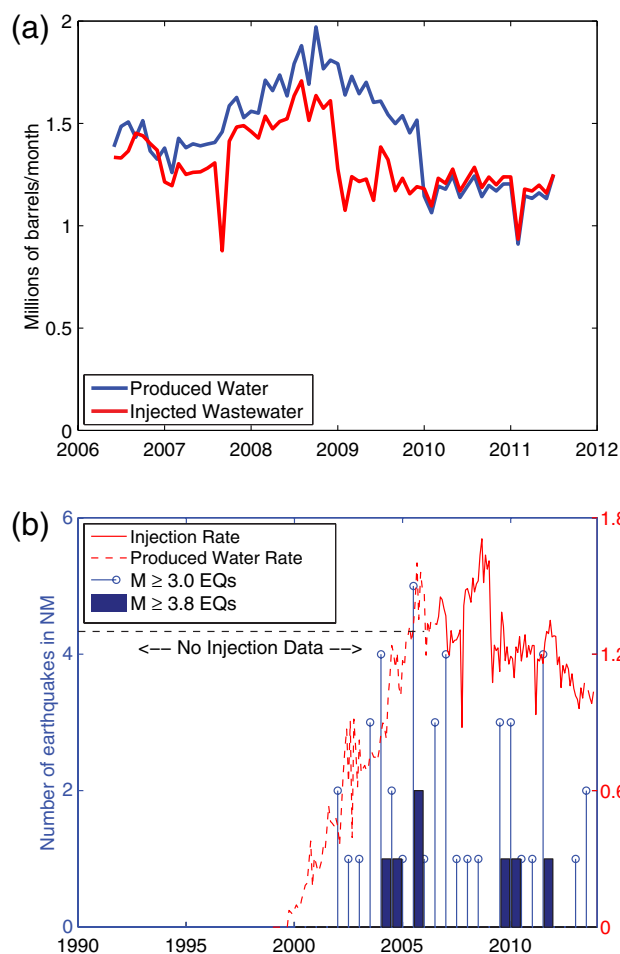 (a)
2
1.5
1
0.5
0
Millions of barrels/month
Produced Water
Injected Wastewater
2006 2007 2008 2009 2010 2011 2012
(b)
6
4
2
0
Number of earthquakes in NM
1.8
1.2
0.6
0
Injection Rate
Produced Water Rate
M ≥ 3.0 EQs
M ≥ 3.8 EQs
<−− No Injection Data −−>
1990 1995 2000 2005 2010